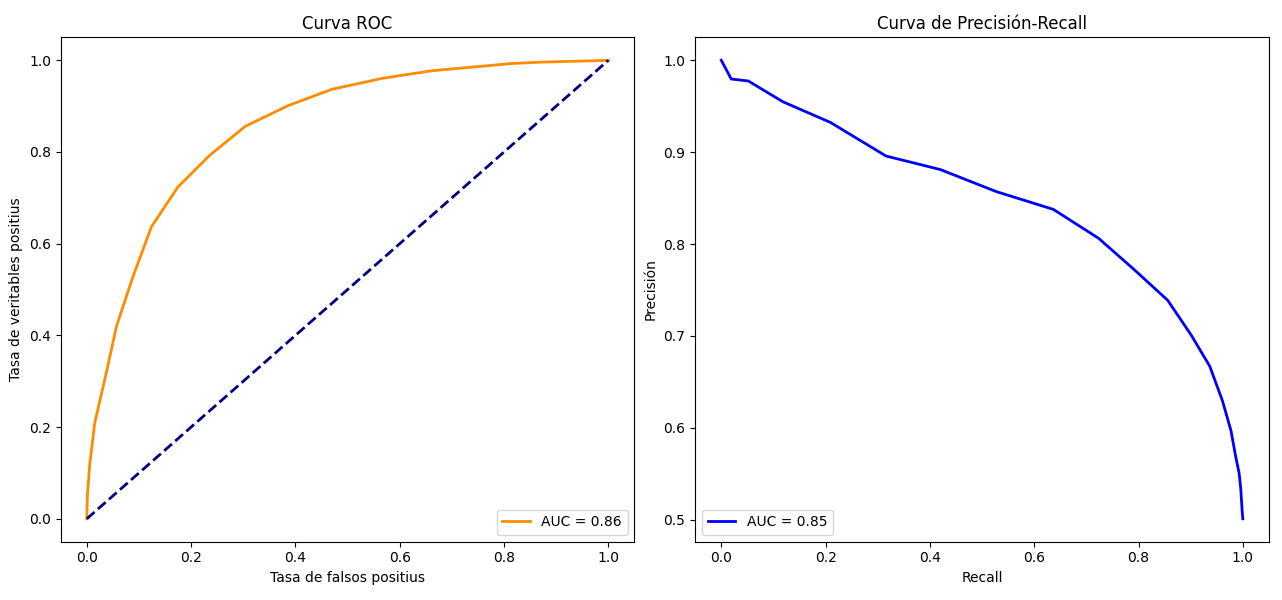 Curva ROC
Tasa de veritables positius
1.0
0.8
0.6
0.4
0.2
0.0
0.0 0.2 0.4 0.6 0.8 1.0
Tasa de falsos positius
AUC = 0.86
Curva de Precisión-Recall
Precisión
1.0
0.9
0.8
0.7
0.6
0.5
0.0 0.2 0.4 0.6 0.8 1.0
Recall
AUC = 0.85